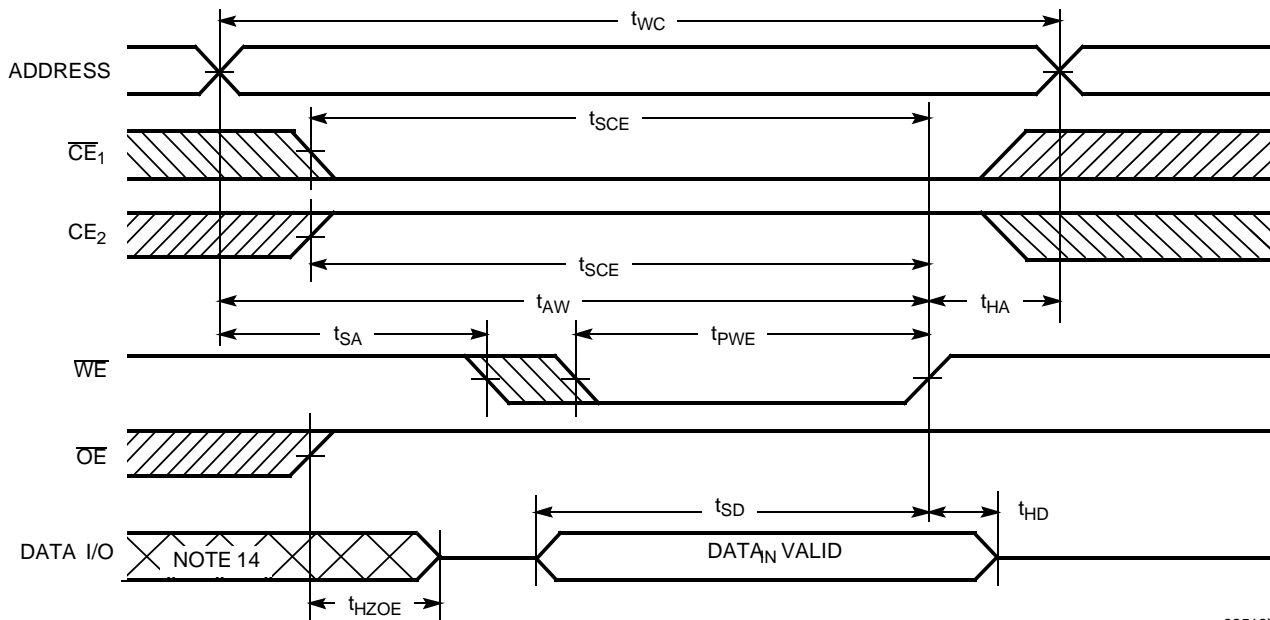 tWC
ADDRESS
tSCE
CE1
CE2
tSCE
tAW
tHA
tSA
tPWE
WE
OE
tSD
tHD
DATA I/O
NOTE 14
DATAIN VALID
tHZOE